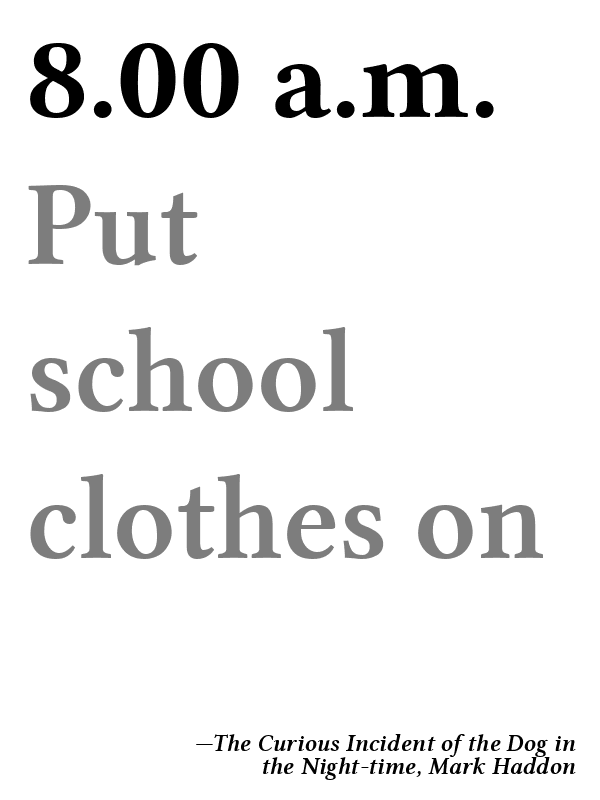 8.00 a.m.
Put
school
clothes on
—The Curious Incident of the Dog in
the Night-time, Mark Haddon